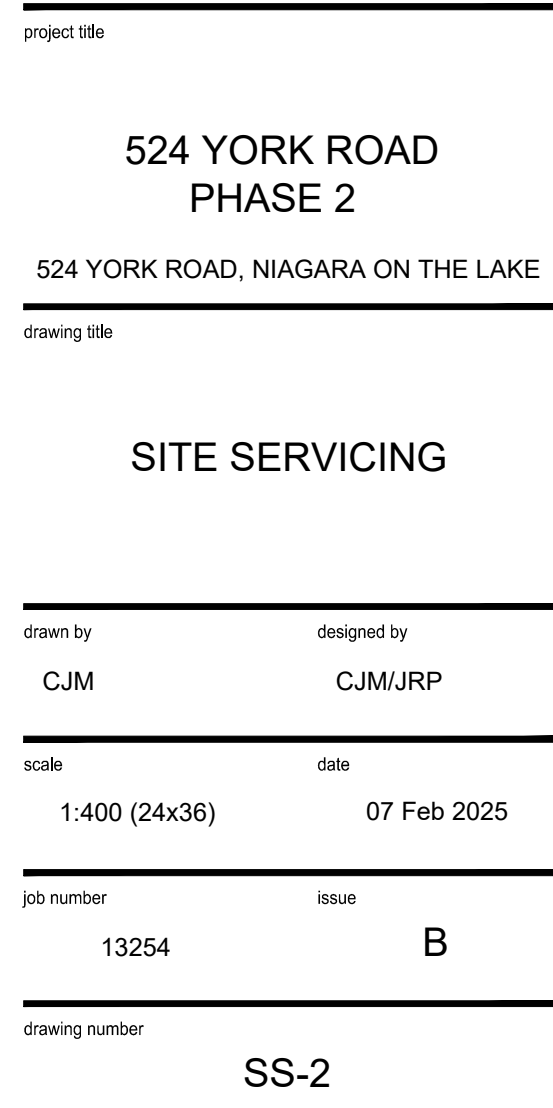 project title
524 YORK ROAD
PHASE 2
524 YORK ROAD, NIAGARA ON THE LAKE
drawing title
SITE SERVICING
drawn by designed by
CJM CJM/JRP
scale date
1:400 (24x36) 07 Feb 2025
job number issue
13254 B
drawing number
SS-2